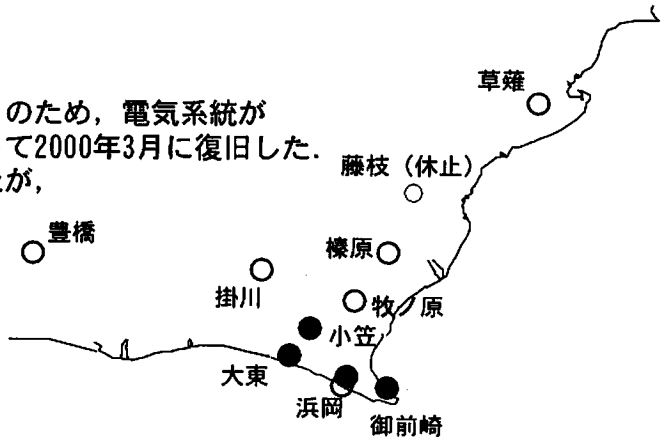 草薙
のため，電気系統が
て2000年3月に復旧した．
が，
藤枝（休止）
豊橋
榛原
掛川
牧ノ原
小笠
大東
浜岡
御前崎